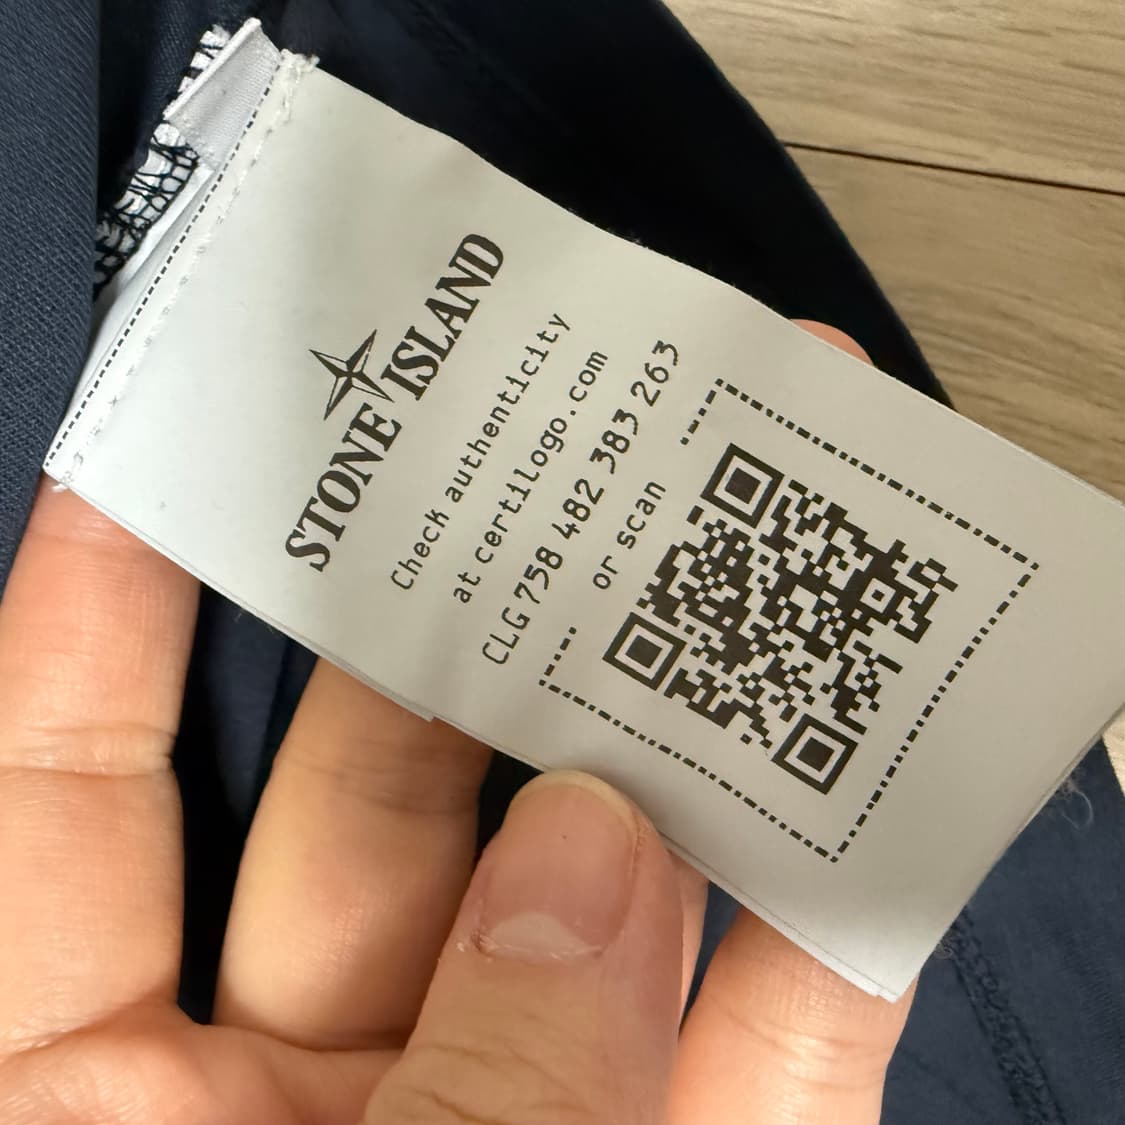 STONE ISLAND
Check authenticity
at certilogo.com
CLG 758 482 383 263
or scan